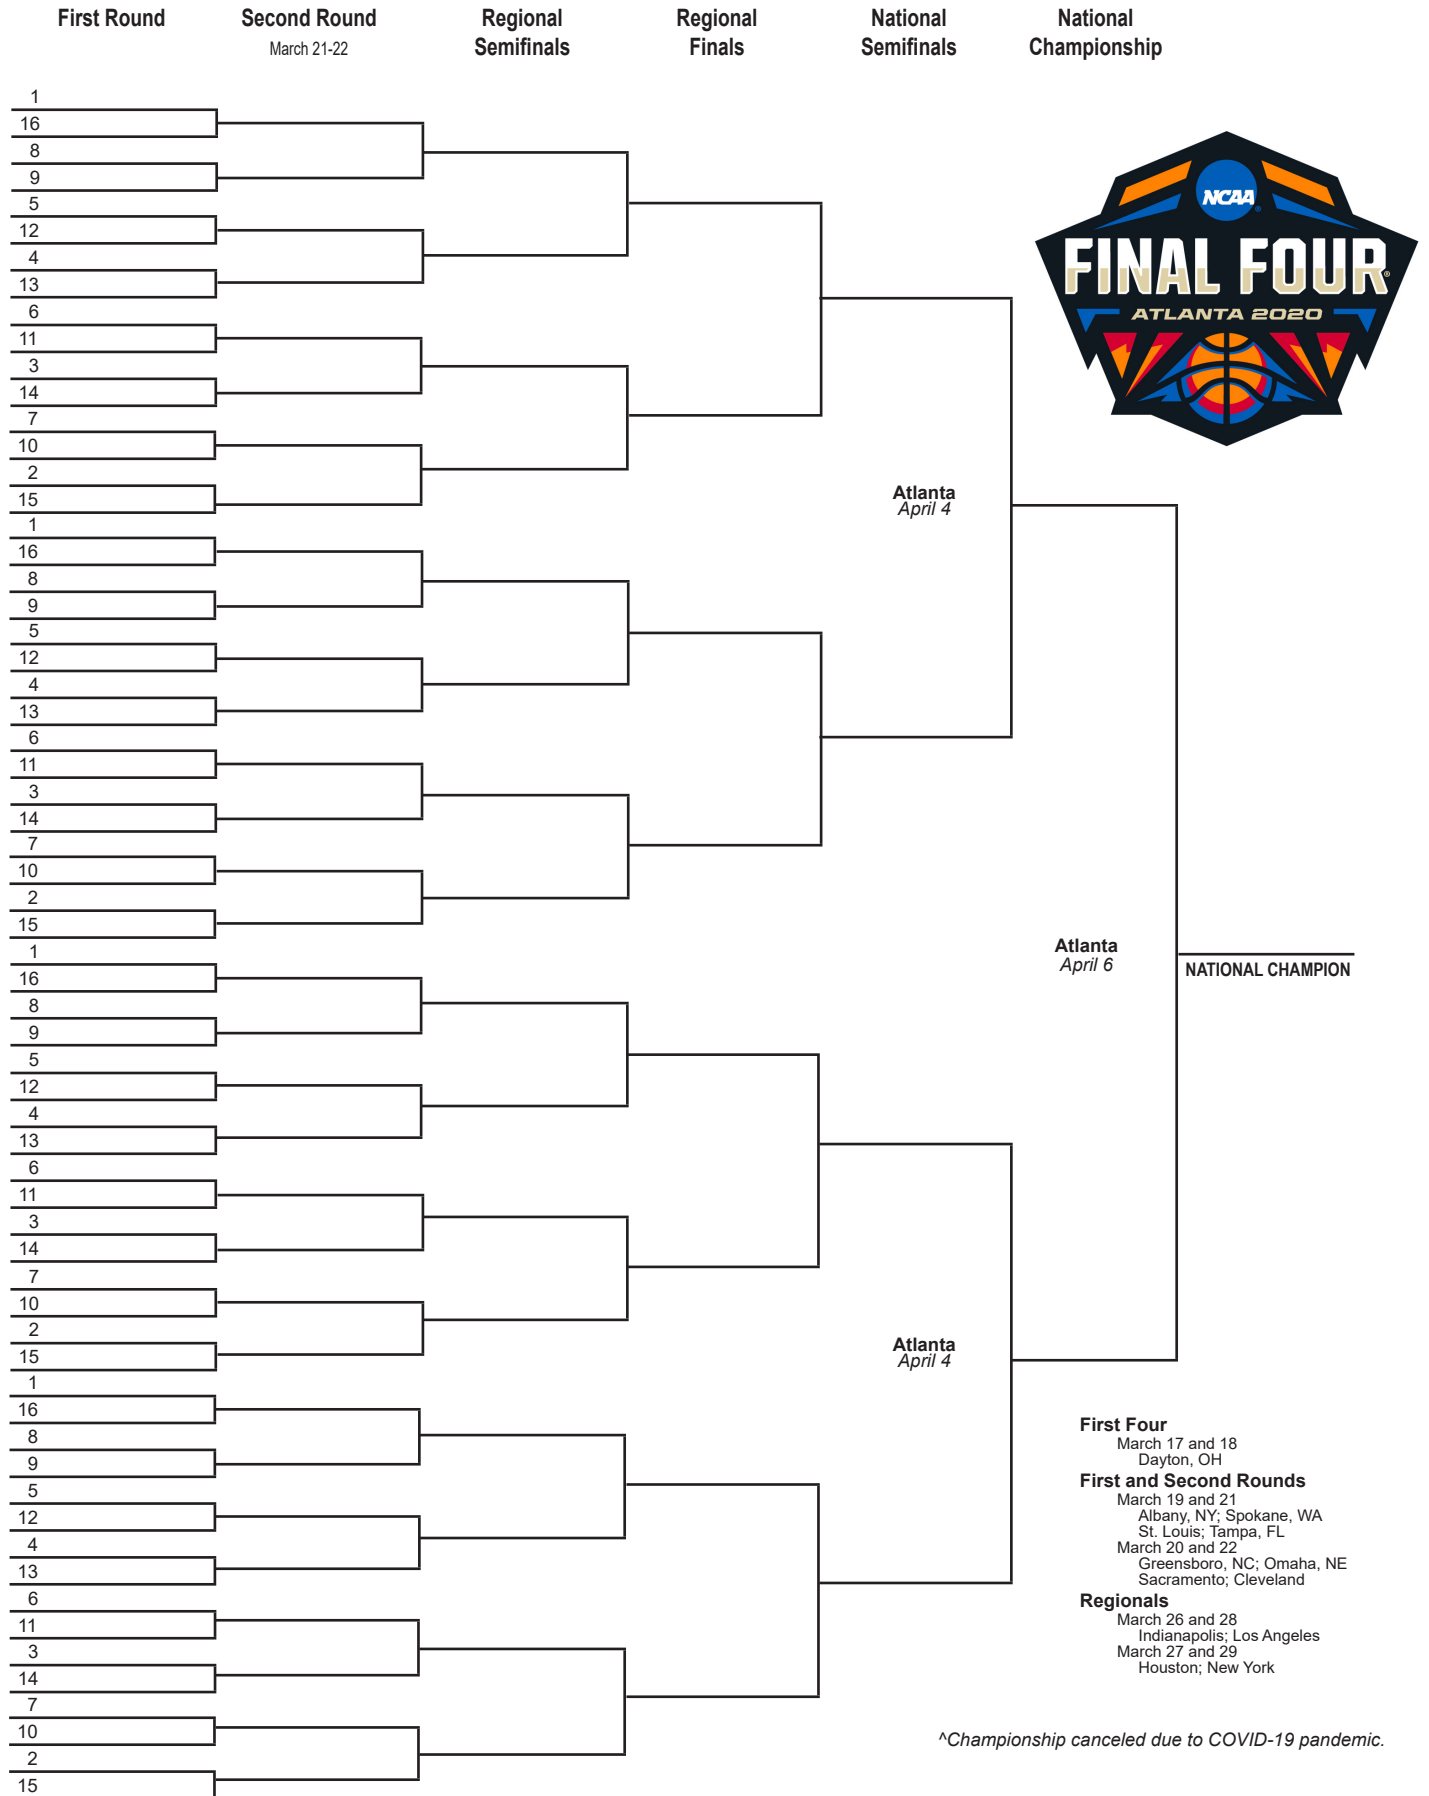 First Round
Second Round
March 21-22
Regional
Semifinals
Regional
Finals
National
Semifinals
National
Championship
1
16
8
9
5
12
4
13
6
11
3
14
7
10
2
15
1
16
8
9
5
12
4
13
6
11
3
14
7
10
2
15
1
16
8
9
5
12
4
13
6
11
3
14
7
10
2
15
1
16
8
9
5
12
4
13
6
11
3
14
7
10
2
15
NCAA®
FINAL FOUR®
ATLANTA 2020
Atlanta
April 4
Atlanta
April 6
NATIONAL CHAMPION
Atlanta
April 4
First Four
March 17 and 18
Dayton, OH
First and Second Rounds
March 19 and 21
Albany, NY; Spokane, WA
St. Louis; Tampa, FL
March 20 and 22
Greensboro, NC; Omaha, NE
Sacramento; Cleveland
Regionals
March 26 and 28
Indianapolis; Los Angeles
March 27 and 29
Houston; New York
^Championship canceled due to COVID-19 pandemic.